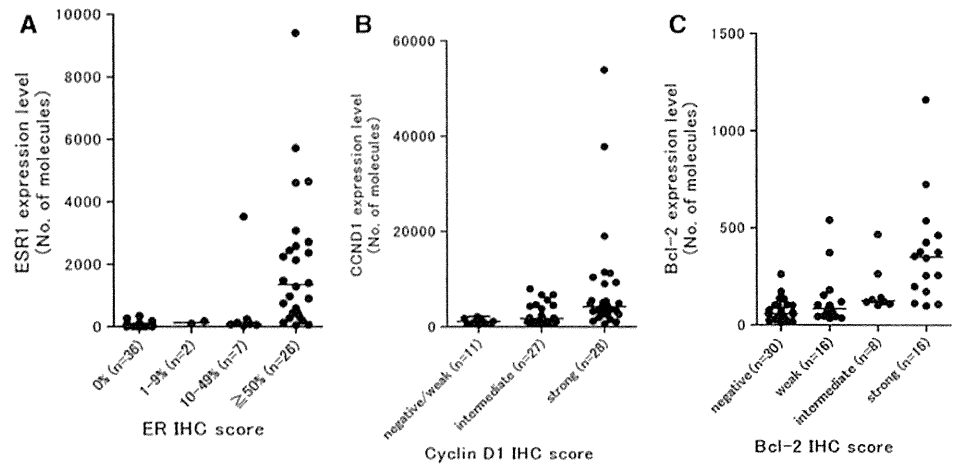 A
ESR1 expression level
(No. of molecules)
10000
8000
6000
4000
2000
0
0% (n=36)
1-9% (n=2)
10-49% (n=7)
≧50% (n=26)
ER IHC score
B
CCND1 expression level
(No. of molecules)
60000
40000
20000
0
negative/weak (n=11)
intermediate (n=27)
strong (n=28)
Cyclin D1 IHC score
C
Bcl-2 expression level
(No. of molecules)
1500
1000
500
0
negative (n=30)
weak (n=16)
intermediate (n=8)
strong (n=16)
Bcl-2 IHC score